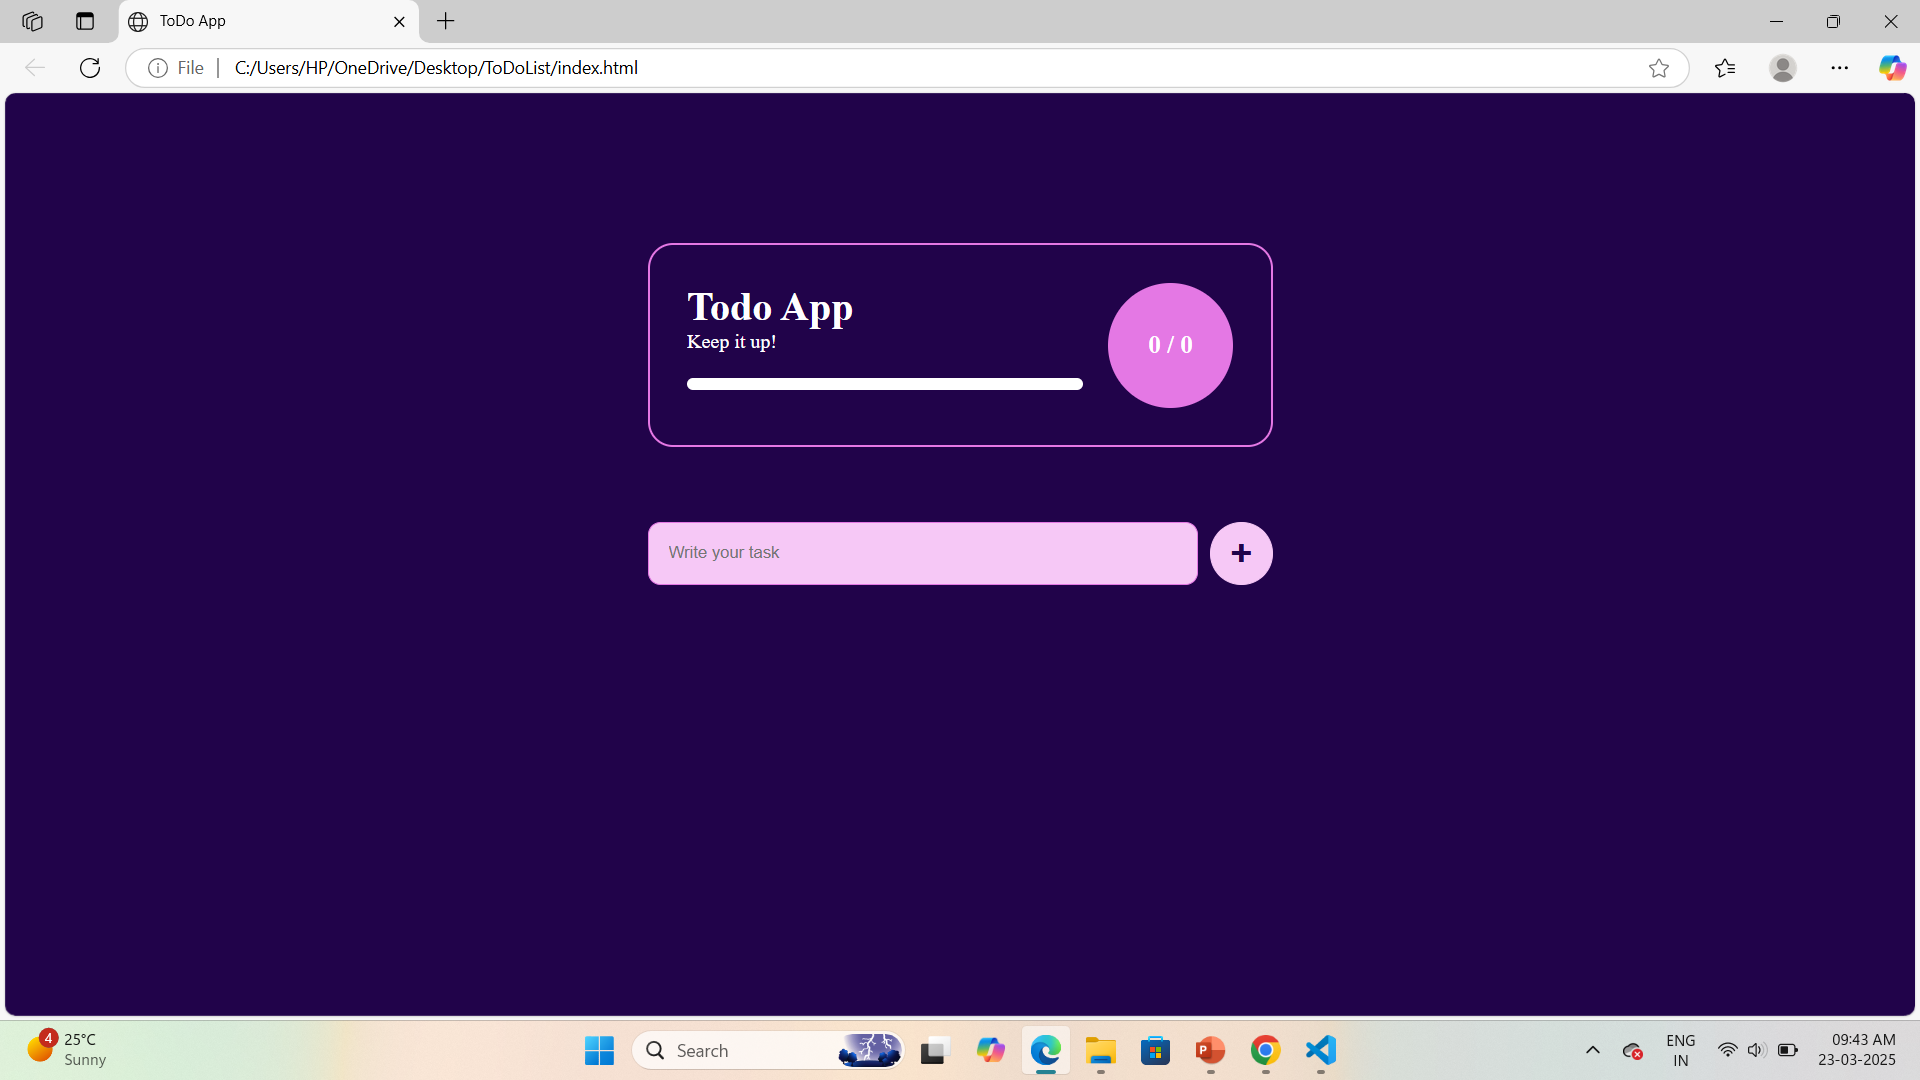 ToDo App
File
C:/Users/HP/OneDrive/Desktop/ToDoList/index.html
Todo App
Keep it up!
0 / 0
Write your task
+
4
25°C
Sunny
Search
P
ENG
IN
09:43 AM
23-03-2025